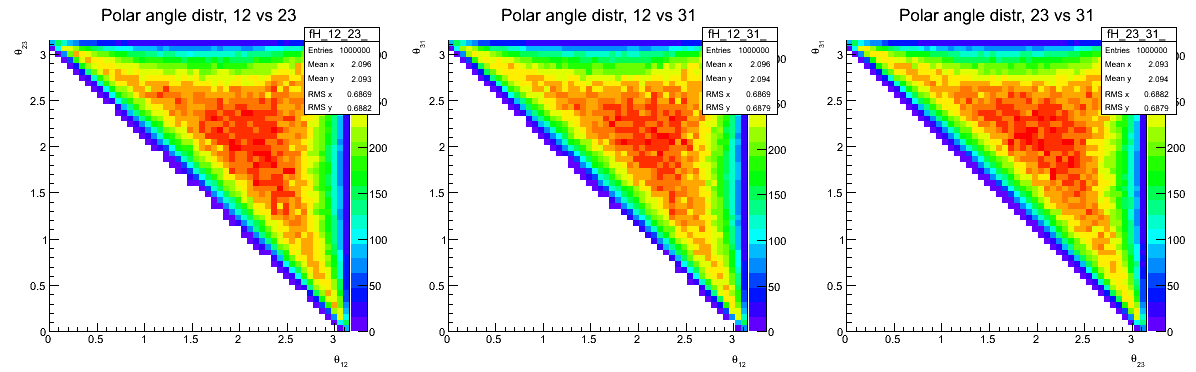 Polar angle distr, 12 vs 23
θ23
fH_12_23_
Entries 1000000
Mean x 2.096
Mean y 2.093
RMS x 0.6869
RMS y 0.6882
3
2.5
2
1.5
1
0.5
0
0 0.5 1 1.5 2 2.5 3
θ12
200
150
100
50
0
Polar angle distr, 12 vs 31
θ31
fH_12_31_
Entries 1000000
Mean x 2.096
Mean y 2.094
RMS x 0.6869
RMS y 0.6879
3
2.5
2
1.5
1
0.5
0
0 0.5 1 1.5 2 2.5 3
θ12
200
150
100
50
0
Polar angle distr, 23 vs 31
θ31
fH_23_31_
Entries 1000000
Mean x 2.093
Mean y 2.094
RMS x 0.6882
RMS y 0.6879
3
2.5
2
1.5
1
0.5
0
0 0.5 1 1.5 2 2.5 3
θ23
200
150
100
50
0